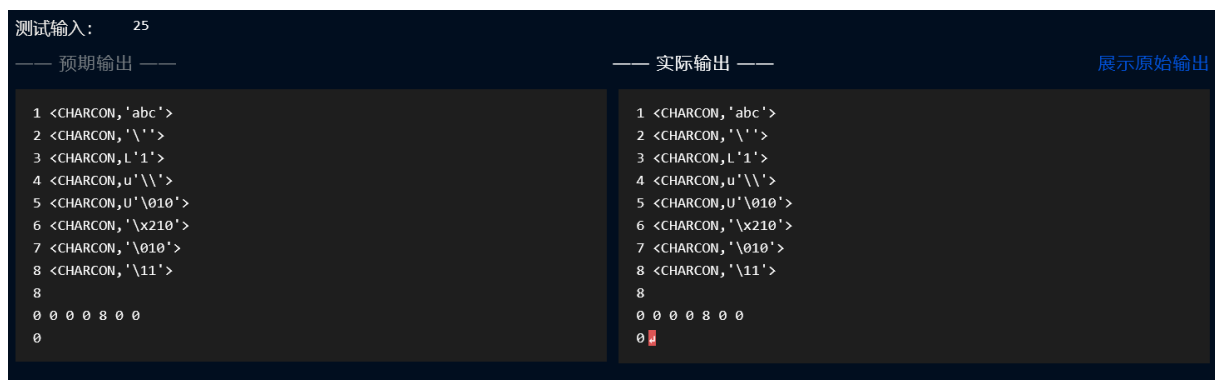 测试输入： 25
—— 预期输出 ——
1 <CHARCON,'abc'>
2 <CHARCON,'\''>
3 <CHARCON,L'1'>
4 <CHARCON,u'\\'>
5 <CHARCON,U'\010'>
6 <CHARCON,'\x210'>
7 <CHARCON,'\010'>
8 <CHARCON,'\11'>
8
0 0 0 0 8 0 0
0
—— 实际输出 ——
展示原始输出
1 <CHARCON,'abc'>
2 <CHARCON,'\''>
3 <CHARCON,L'1'>
4 <CHARCON,u'\\'>
5 <CHARCON,U'\010'>
6 <CHARCON,'\x210'>
7 <CHARCON,'\010'>
8 <CHARCON,'\11'>
8
0 0 0 0 8 0 0
0↵